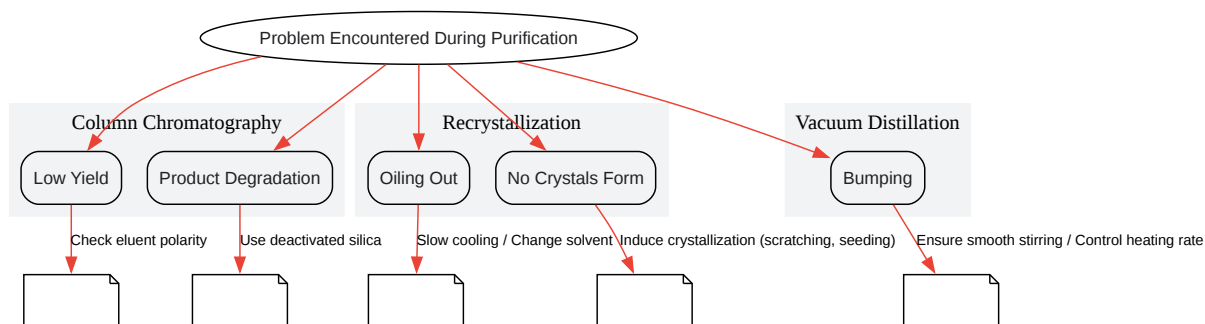 Problem Encountered During Purification
Column Chromatography
Recrystallization
Vacuum Distillation
Low Yield
Product Degradation
Oiling Out
No Crystals Form
Bumping
Check eluent polarity
Use deactivated silica
Slow cooling / Change solvent
Induce crystallization (scratching, seeding)
Ensure smooth stirring / Control heating rate